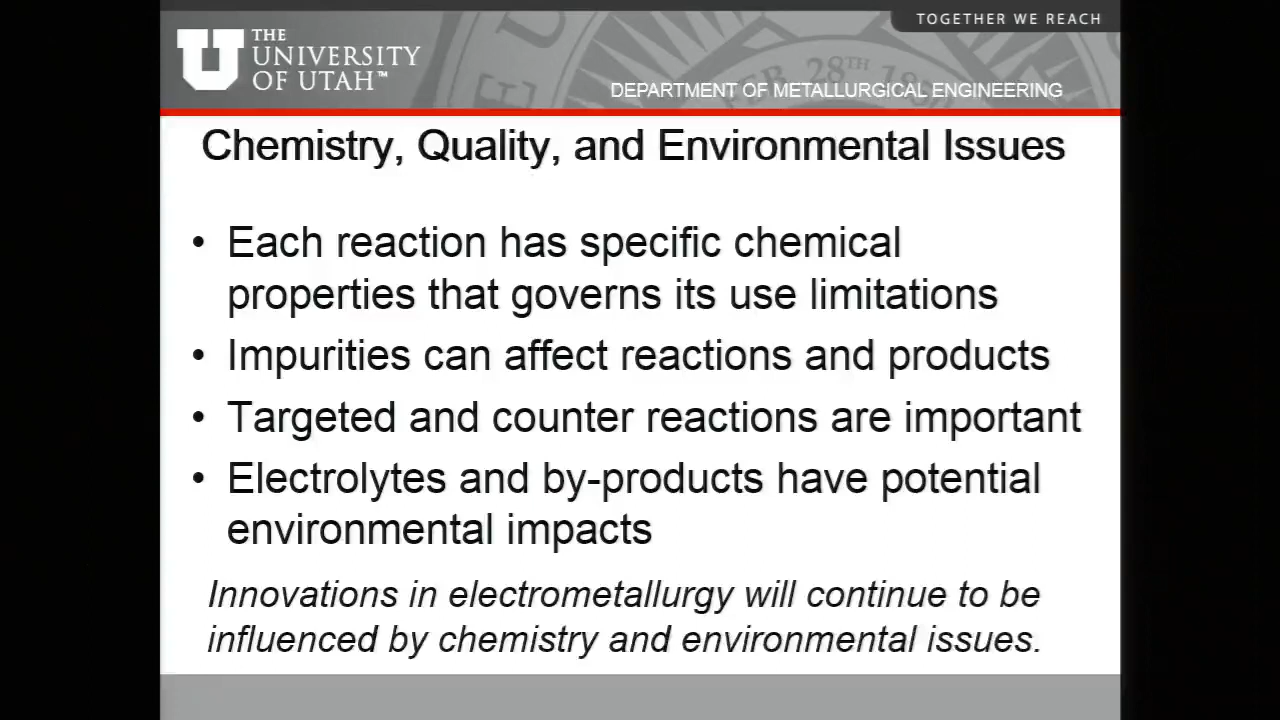 TOGETHER WE REACH
THE
UNIVERSITY
OF UTAH™
DEPARTMENT OF METALLURGICAL ENGINEERING
FEB 28TH
Chemistry, Quality, and Environmental Issues
• Each reaction has specific chemical
properties that governs its use limitations
• Impurities can affect reactions and products
• Targeted and counter reactions are important
• Electrolytes and by-products have potential
environmental impacts
Innovations in electrometallurgy will continue to be
influenced by chemistry and environmental issues.